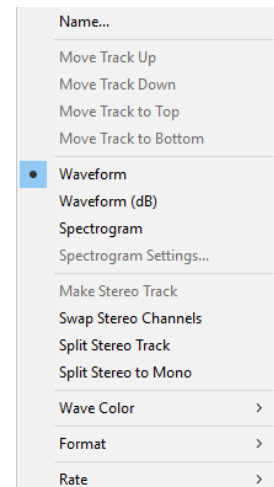 Name...
Move Track Up
Move Track Down
Move Track to Top
Move Track to Bottom
Waveform
Waveform (dB)
Spectrogram
Spectrogram Settings...
Make Stereo Track
Swap Stereo Channels
Split Stereo Track
Split Stereo to Mono
Wave Color
Format
Rate